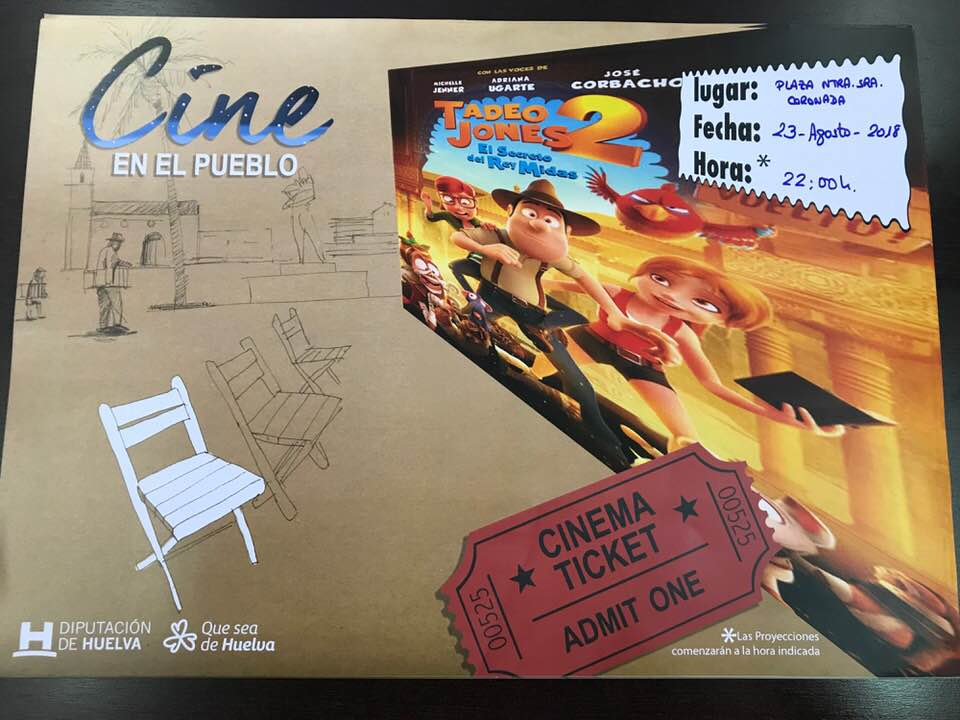 Cine
EN EL PUEBLO
CON LAS VOCES DE
MICHELLE JENNER
ADRIANA UGARTE
JOSE CORBACHO
TADEO
JONES 2
El Secreto
del Rey Midas
lugar: PLAZA NTRA. SRA.
CORONADA
Fecha: 23-Agosto-2018
Hora:* 22:00h.
CINEMA
TICKET
ADMIT ONE
00525
00525
DIPUTACIÓN
DE HUELVA
Que sea
de Huelva
*Las Proyecciones
comenzarán a la hora indicada